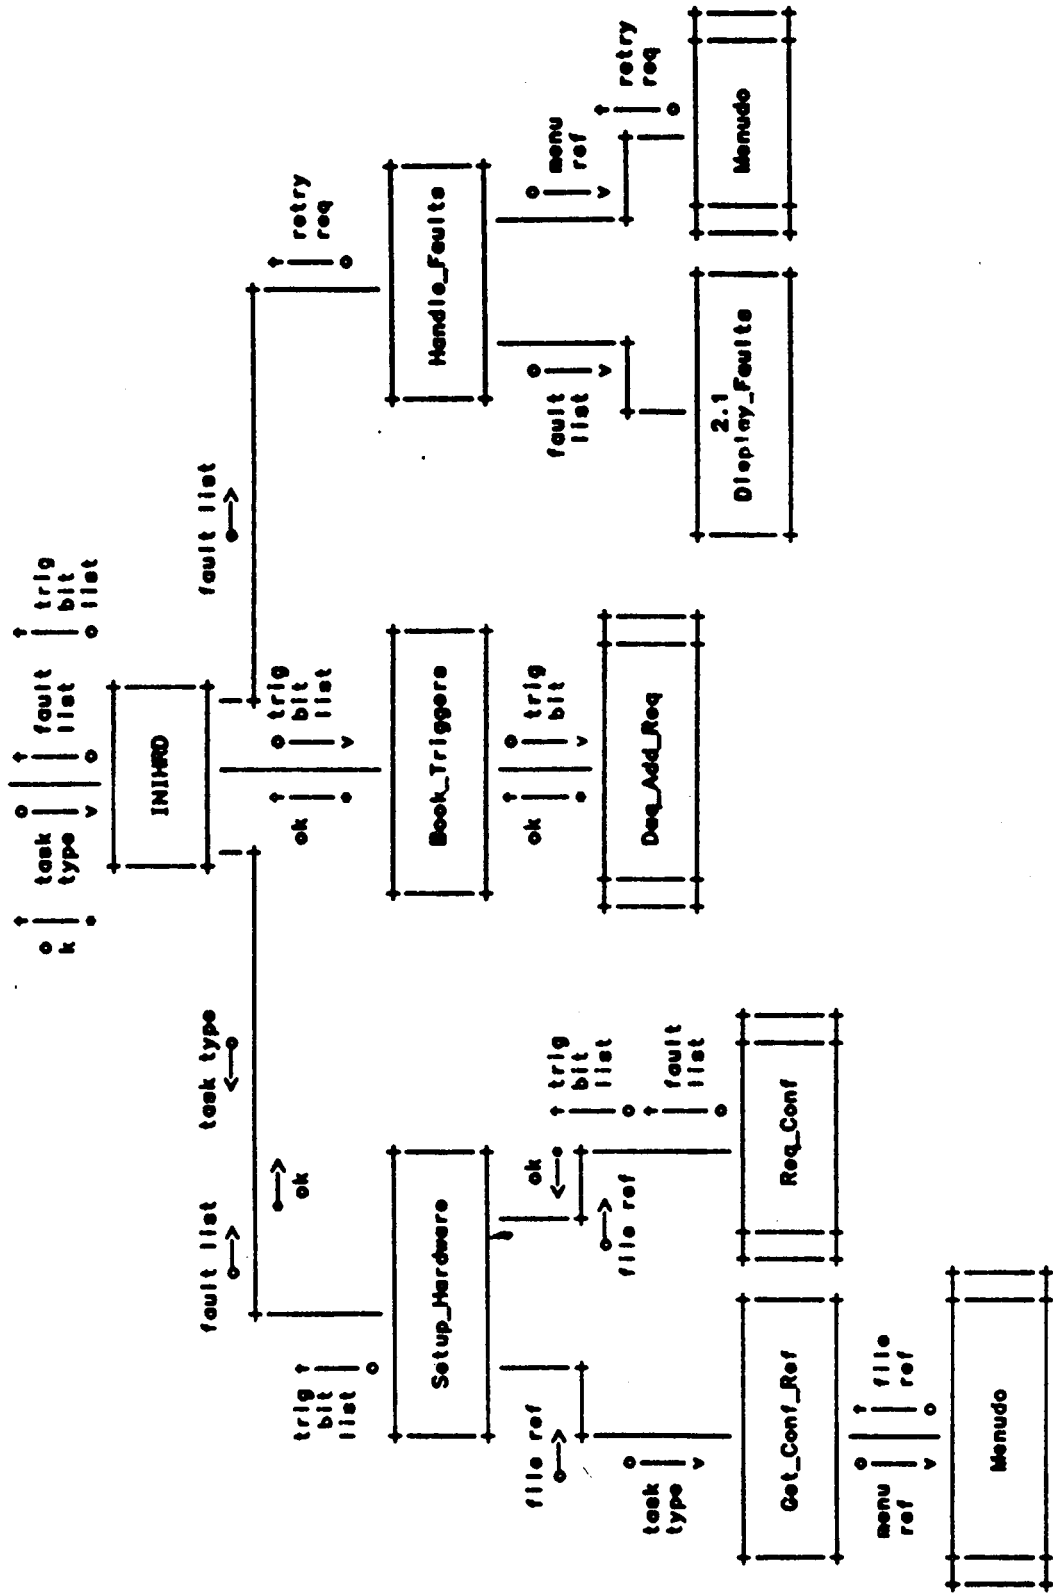 o
k
task
type
fault
list
trig
bit
list
INIHRD
fault list
task type
fault list
ok
ok
trig
bit
list
retry
req
trig
bit
list
Setup_Hardware
Book_Triggers
Handle_Faults
file ref
ok
file ref
trig
bit
list
fault
list
ok
trig
bit
fault
list
menu
ref
retry
req
task
type
Get_Conf_Ref
Req_Conf
Daq_Add_Req
2.1
Display_Faults
Menudo
menu
ref
file
ref
Menudo